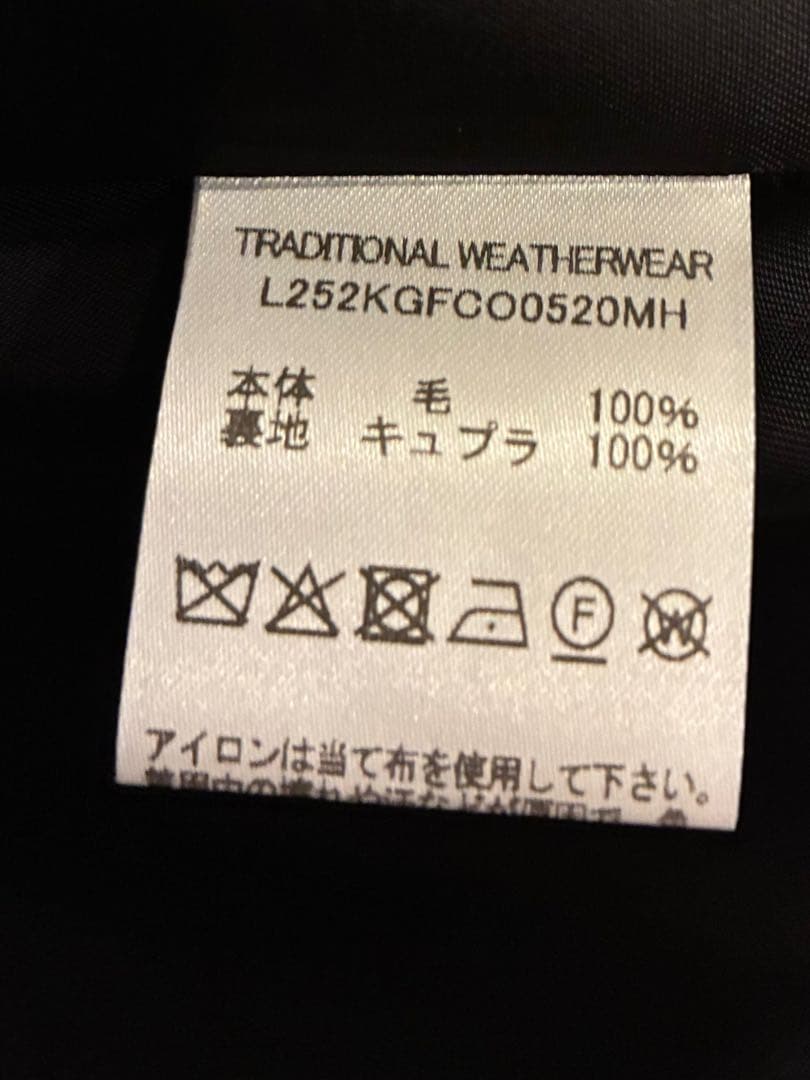 TRADITIONAL WEATHERWEAR
L252KGFCO0520MH
本体 毛 100%
裏地 キュプラ 100%
F W
アイロンは当て布を使用して下さい。